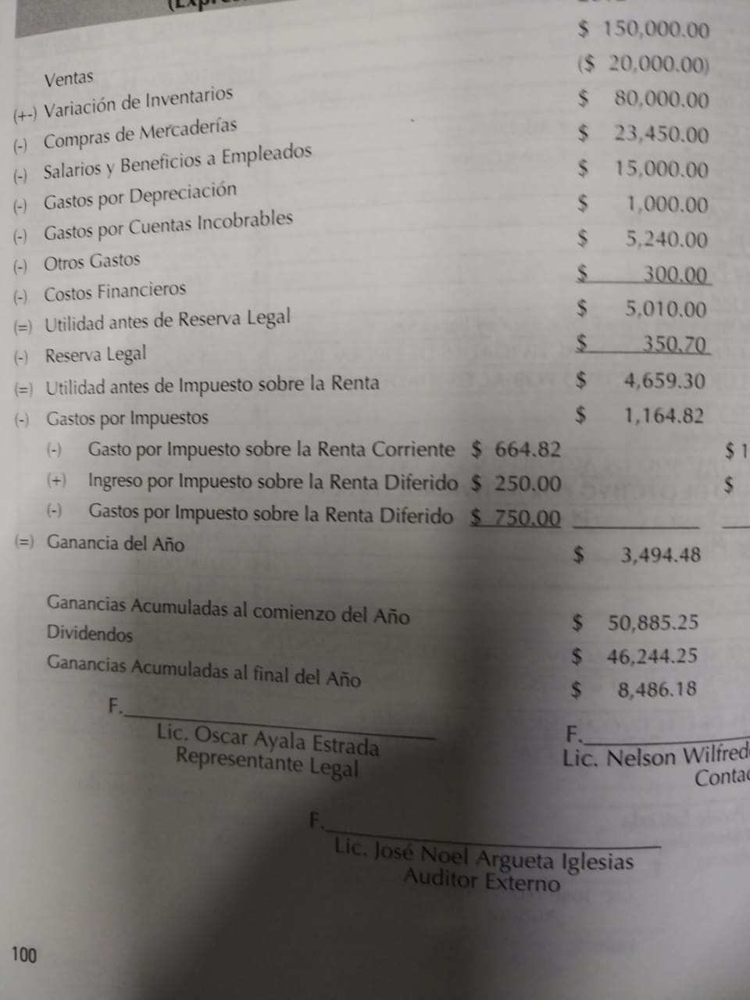 Ventas $ 150,000.00
(+-) Variación de Inventarios ($ 20,000.00)
(-) Compras de Mercaderías $ 80,000.00
(-) Salarios y Beneficios a Empleados $ 23,450.00
(-) Gastos por Depreciación $ 15,000.00
(-) Gastos por Cuentas Incobrables $ 1,000.00
(-) Otros Gastos $ 5,240.00
(-) Costos Financieros $ 300.00
(=) Utilidad antes de Reserva Legal $ 5,010.00
(-) Reserva Legal $ 350.70
(=) Utilidad antes de Impuesto sobre la Renta $ 4,659.30
(-) Gastos por Impuestos $ 1,164.82
(-) Gasto por Impuesto sobre la Renta Corriente $ 664.82 $ 1
(+) Ingreso por Impuesto sobre la Renta Diferido $ 250.00 $
(-) Gastos por Impuesto sobre la Renta Diferido $ 750.00
(=) Ganancia del Año $ 3,494.48
Ganancias Acumuladas al comienzo del Año $ 50,885.25
Dividendos $ 46,244.25
Ganancias Acumuladas al final del Año $ 8,486.18
F.
Lic. Oscar Ayala Estrada
Representante Legal
F.
Lic. Nelson Wilfred
Conta
F.
Lic. José Noel Argueta Iglesias
Auditor Externo
100